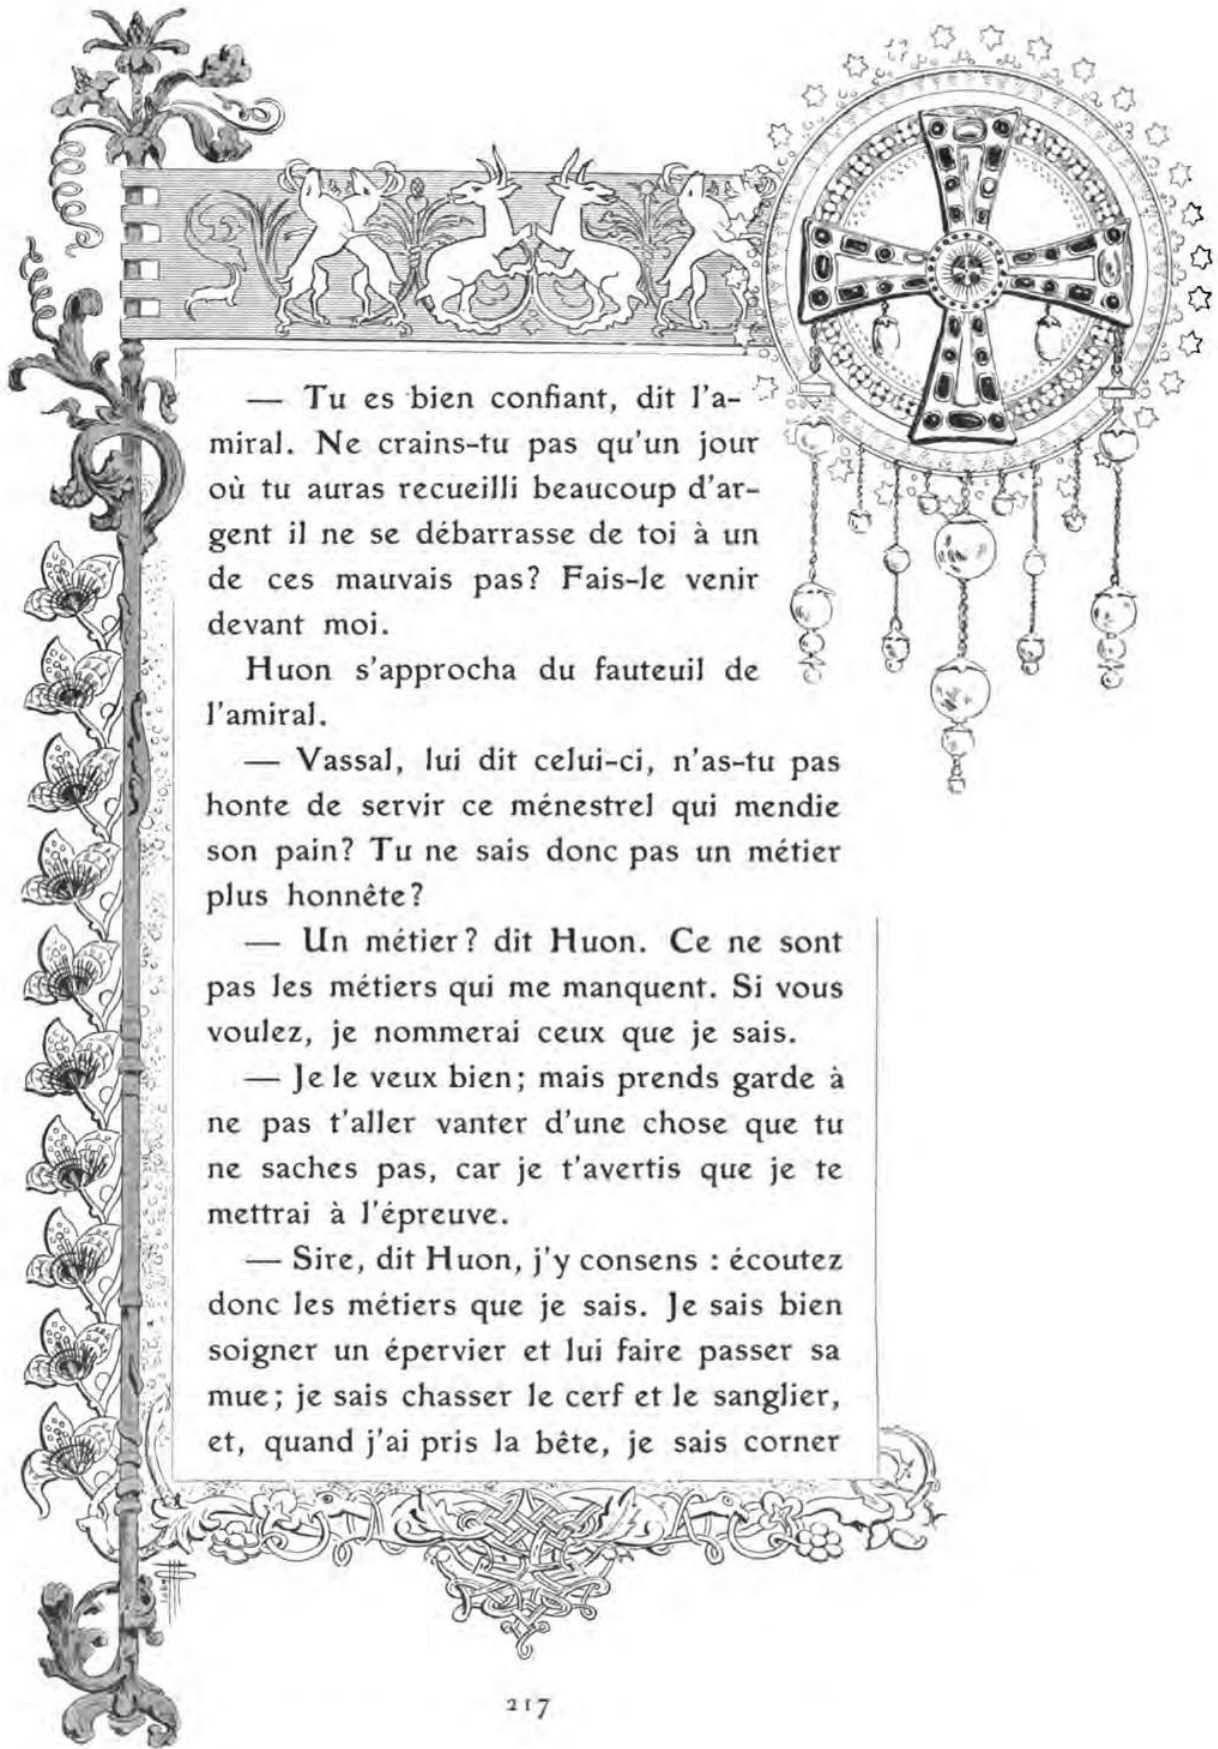 — Tu es bien confiant, dit l'a-
miral. Ne crains-tu pas qu'un jour
où tu auras recueilli beaucoup d'ar-
gent il ne se débarrasse de toi à un
de ces mauvais pas? Fais-le venir
devant moi.
Huon s'approcha du fauteuil de
l'amiral.
— Vassal, lui dit celui-ci, n'as-tu pas
honte de servir ce ménestrel qui mendie
son pain? Tu ne sais donc pas un métier
plus honnête?
— Un métier? dit Huon. Ce ne sont
pas les métiers qui me manquent. Si vous
voulez, je nommerai ceux que je sais.
— Je le veux bien; mais prends garde à
ne pas t'aller vanter d'une chose que tu
ne saches pas, car je t'avertis que je te
mettrai à l'épreuve.
— Sire, dit Huon, j'y consens : écoutez
donc les métiers que je sais. Je sais bien
soigner un épervier et lui faire passer sa
mue; je sais chasser le cerf et le sanglier,
et, quand j'ai pris la bête, je sais corner
217